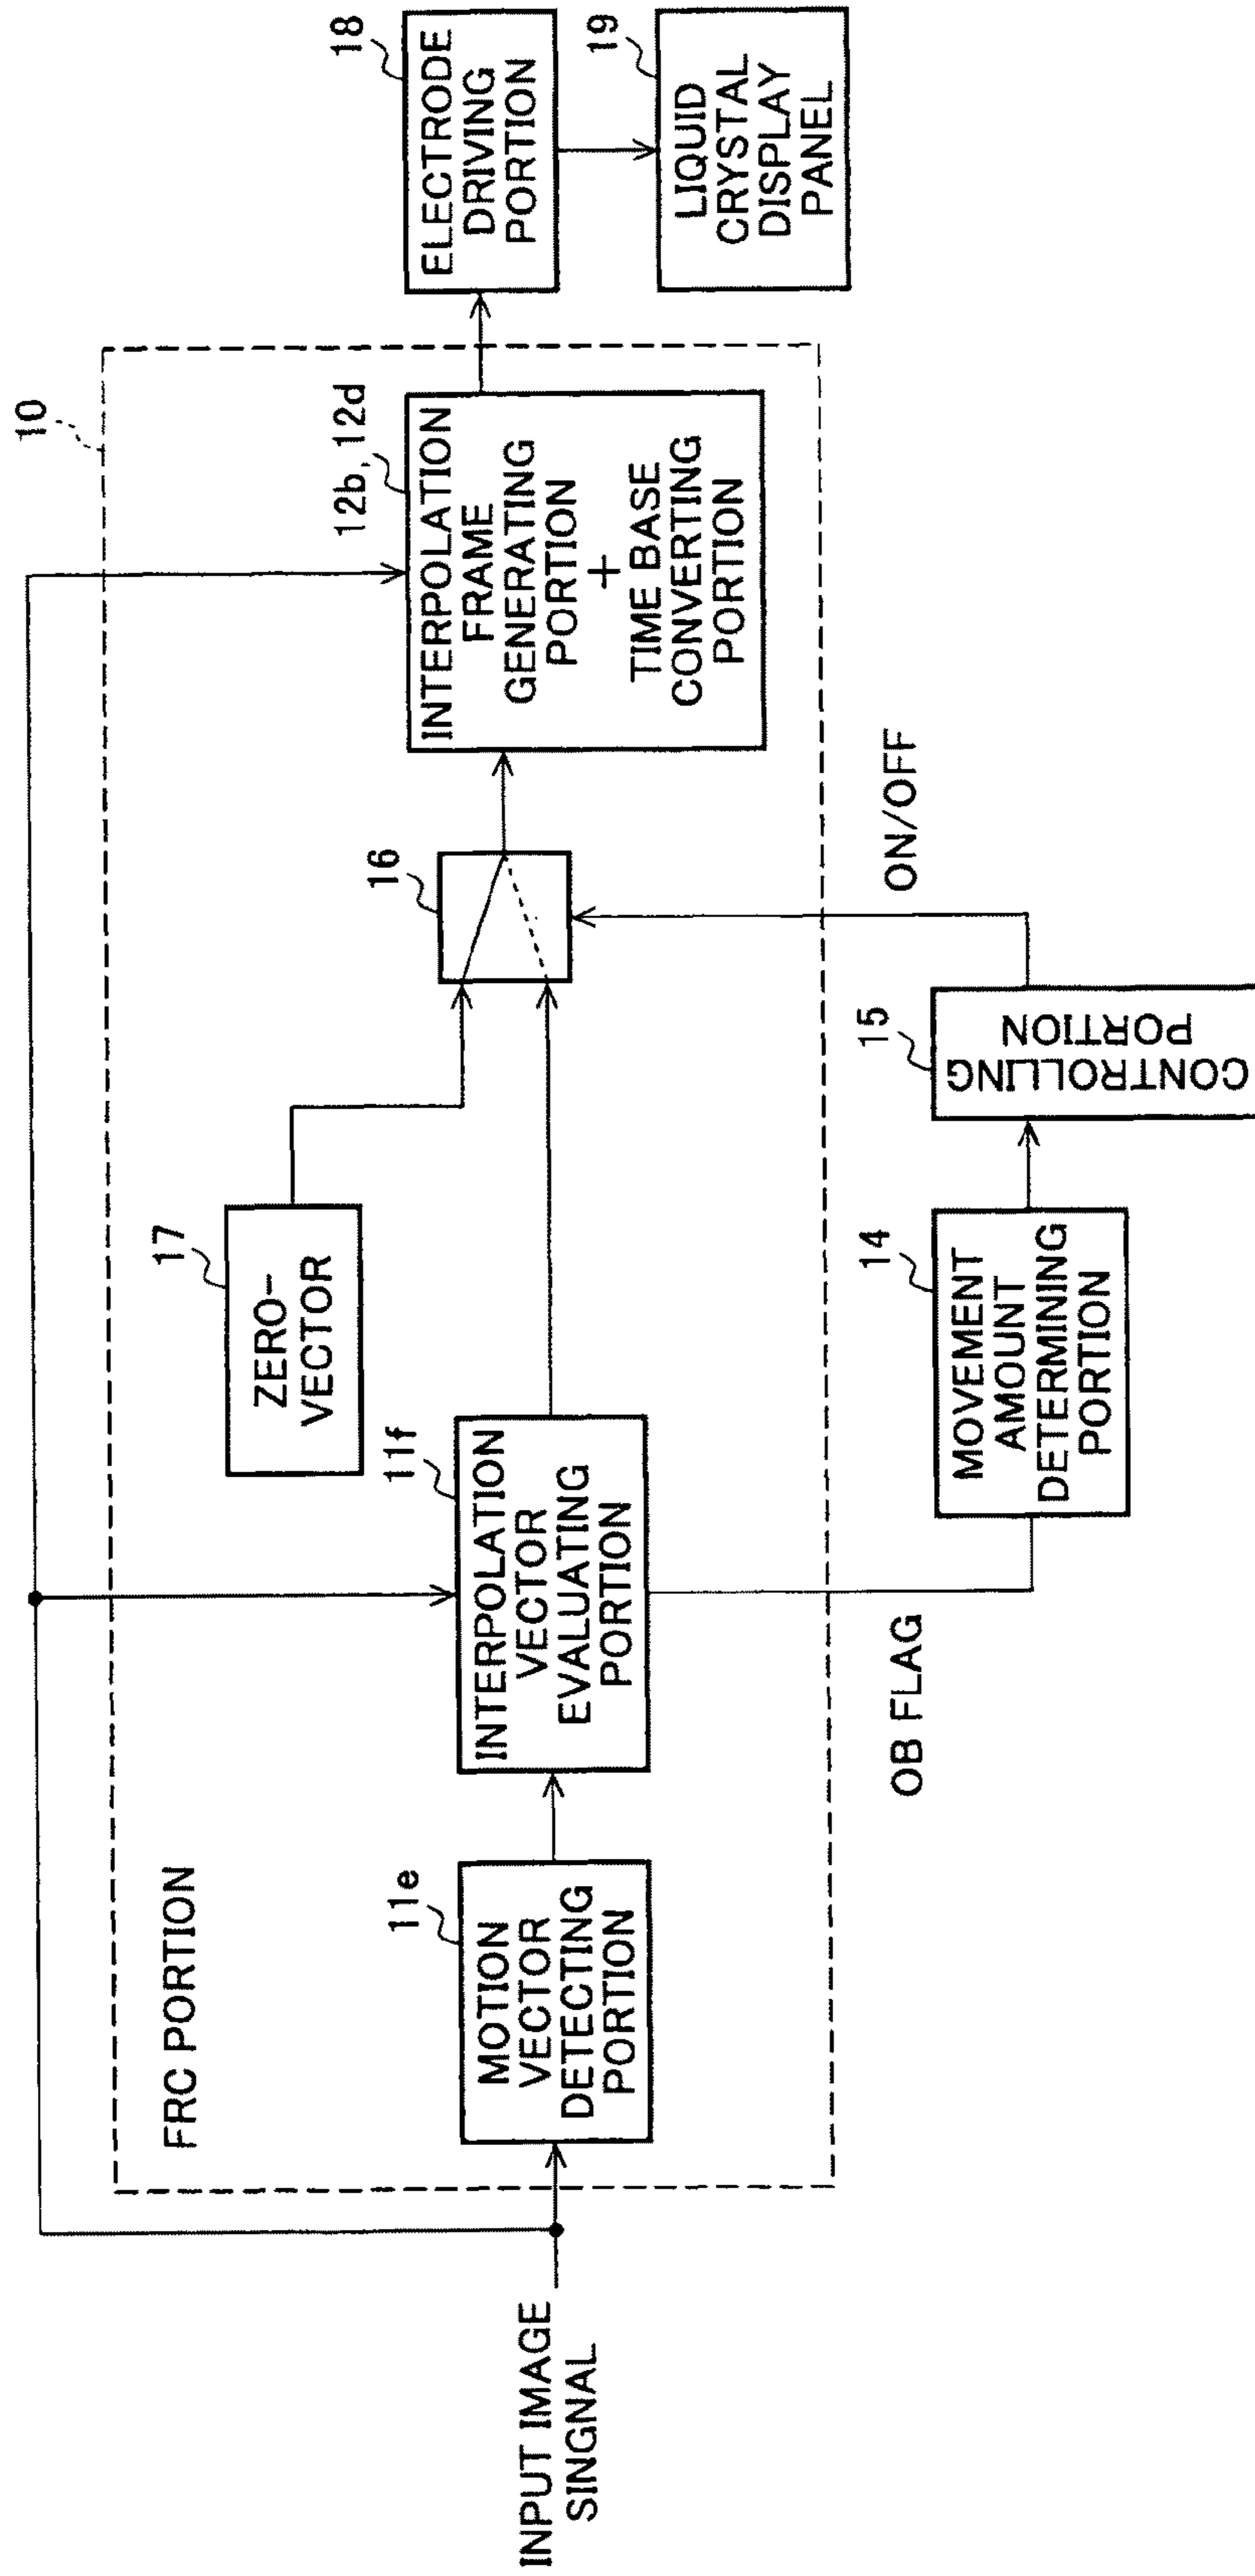 10
FRC PORTION
INPUT IMAGE
SINGNAL
11e
MOTION
VECTOR
DETECTING
PORTION
11f
INTERPOLATION
VECTOR
EVALUATING
PORTION
17
ZERO-
VECTOR
16
12b, 12d
INTERPOLATION
FRAME
GENERATING
PORTION
+
TIME BASE
CONVERTING
PORTION
18
ELECTRODE
DRIVING
PORTION
19
LIQUID
CRYSTAL
DISPLAY
PANEL
OB FLAG
14
MOVEMENT
AMOUNT
DETERMINING
PORTION
15
CONTROLLING
PORTION
ON/OFF